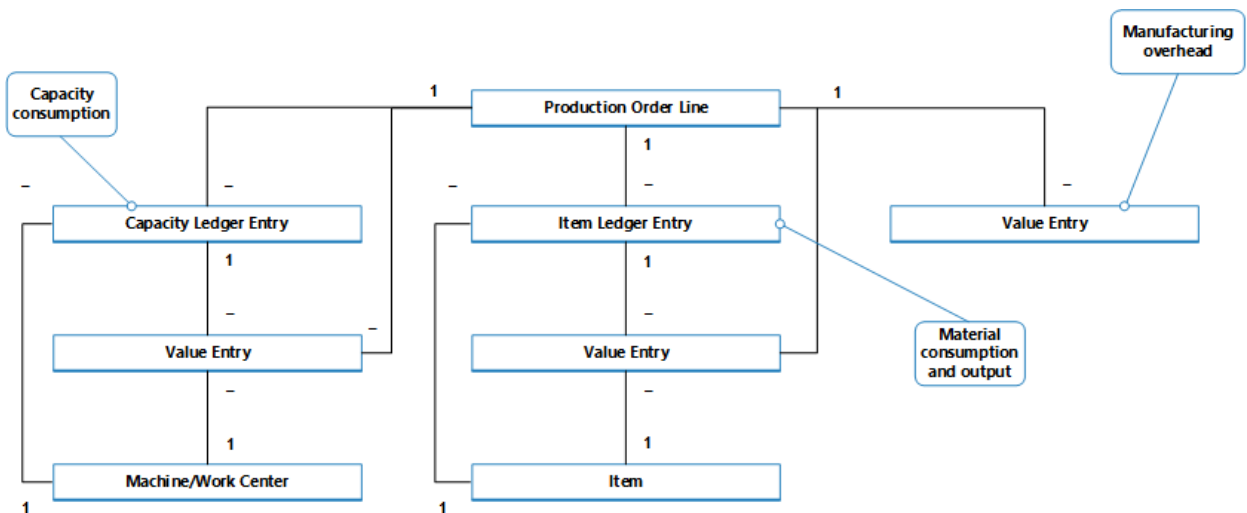 Manufacturing
overhead
Capacity
consumption
1
Production Order Line
1
1
–
–
–
–
–
Capacity Ledger Entry
Item Ledger Entry
Value Entry
1
1
–
–
–
Value Entry
Value Entry
Material
consumption
and output
–
–
1
1
Machine/Work Center
Item
1
1